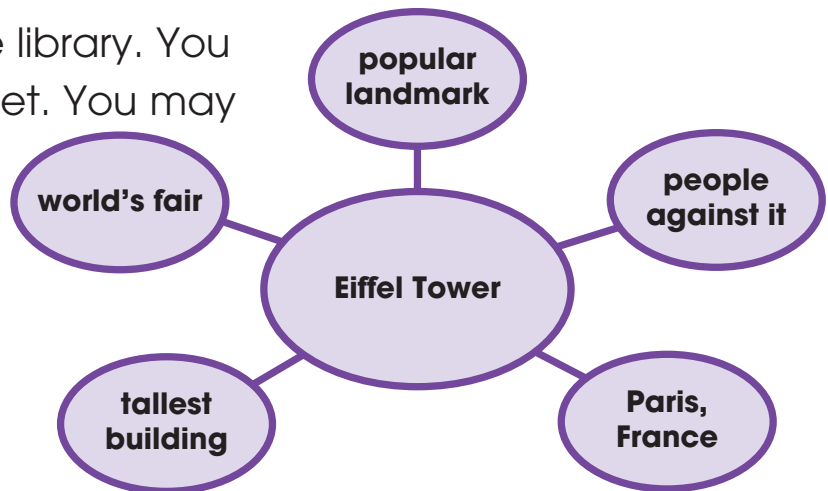 library. You
et. You may
popular
landmark
world's fair
people
against it
Eiffel Tower
tallest
building
Paris,
France